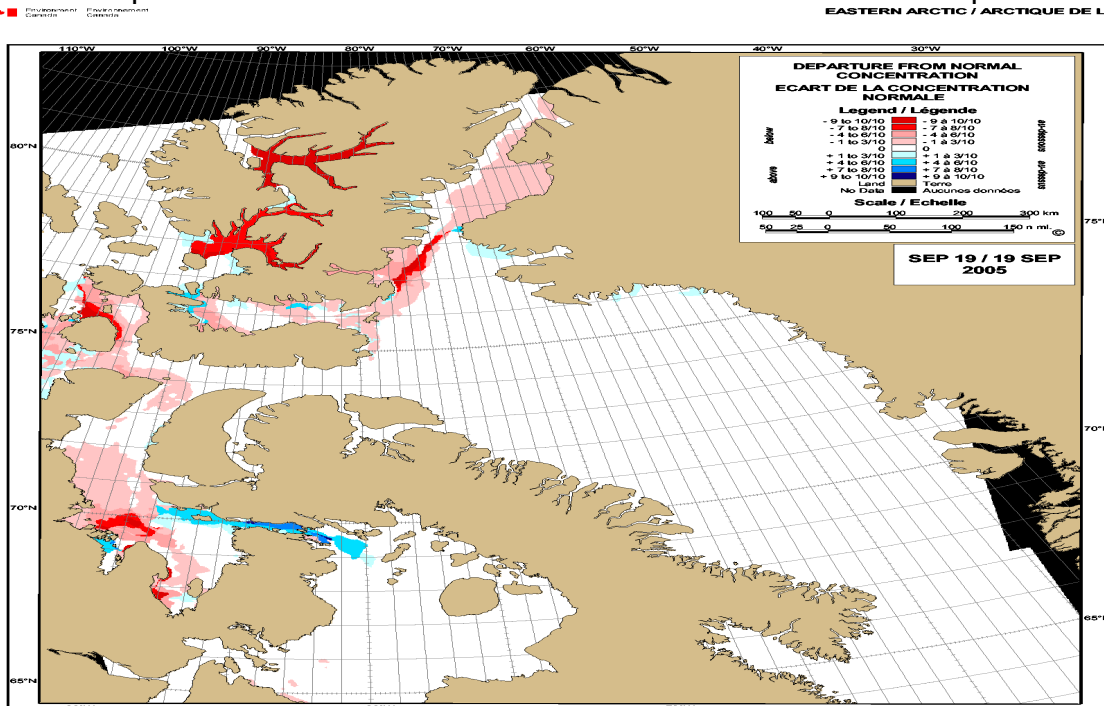 Environment Environnement
Canada Canada
EASTERN ARCTIC / ARCTIQUE DE L
110°W 100°W 90°W 80°W 70°W 60°W 50°W 40°W 30°W
DEPARTURE FROM NORMAL
CONCENTRATION
ECART DE LA CONCENTRATION
NORMALE
Legend / Légende
below
- 9 to 10/10 - 9 à 10/10
- 7 to 8/10 - 7 à 8/10
- 4 to 6/10 - 4 à 6/10
- 1 to 3/10 - 1 à 3/10
0 0
+ 1 to 3/10 + 1 à 3/10
+ 4 to 6/10 + 4 à 6/10
+ 7 to 8/10 + 7 à 8/10
+ 9 to 10/10 + 9 à 10/10
above
Land Terre
No Data Aucunes données
Scale / Echelle
100 50 0 100 200 300 km
50 25 0 50 100 150 n mi.
©
SEP 19 / 19 SEP
2005
80°N
75°N
75°N
70°N
70°N
65°N
65°N